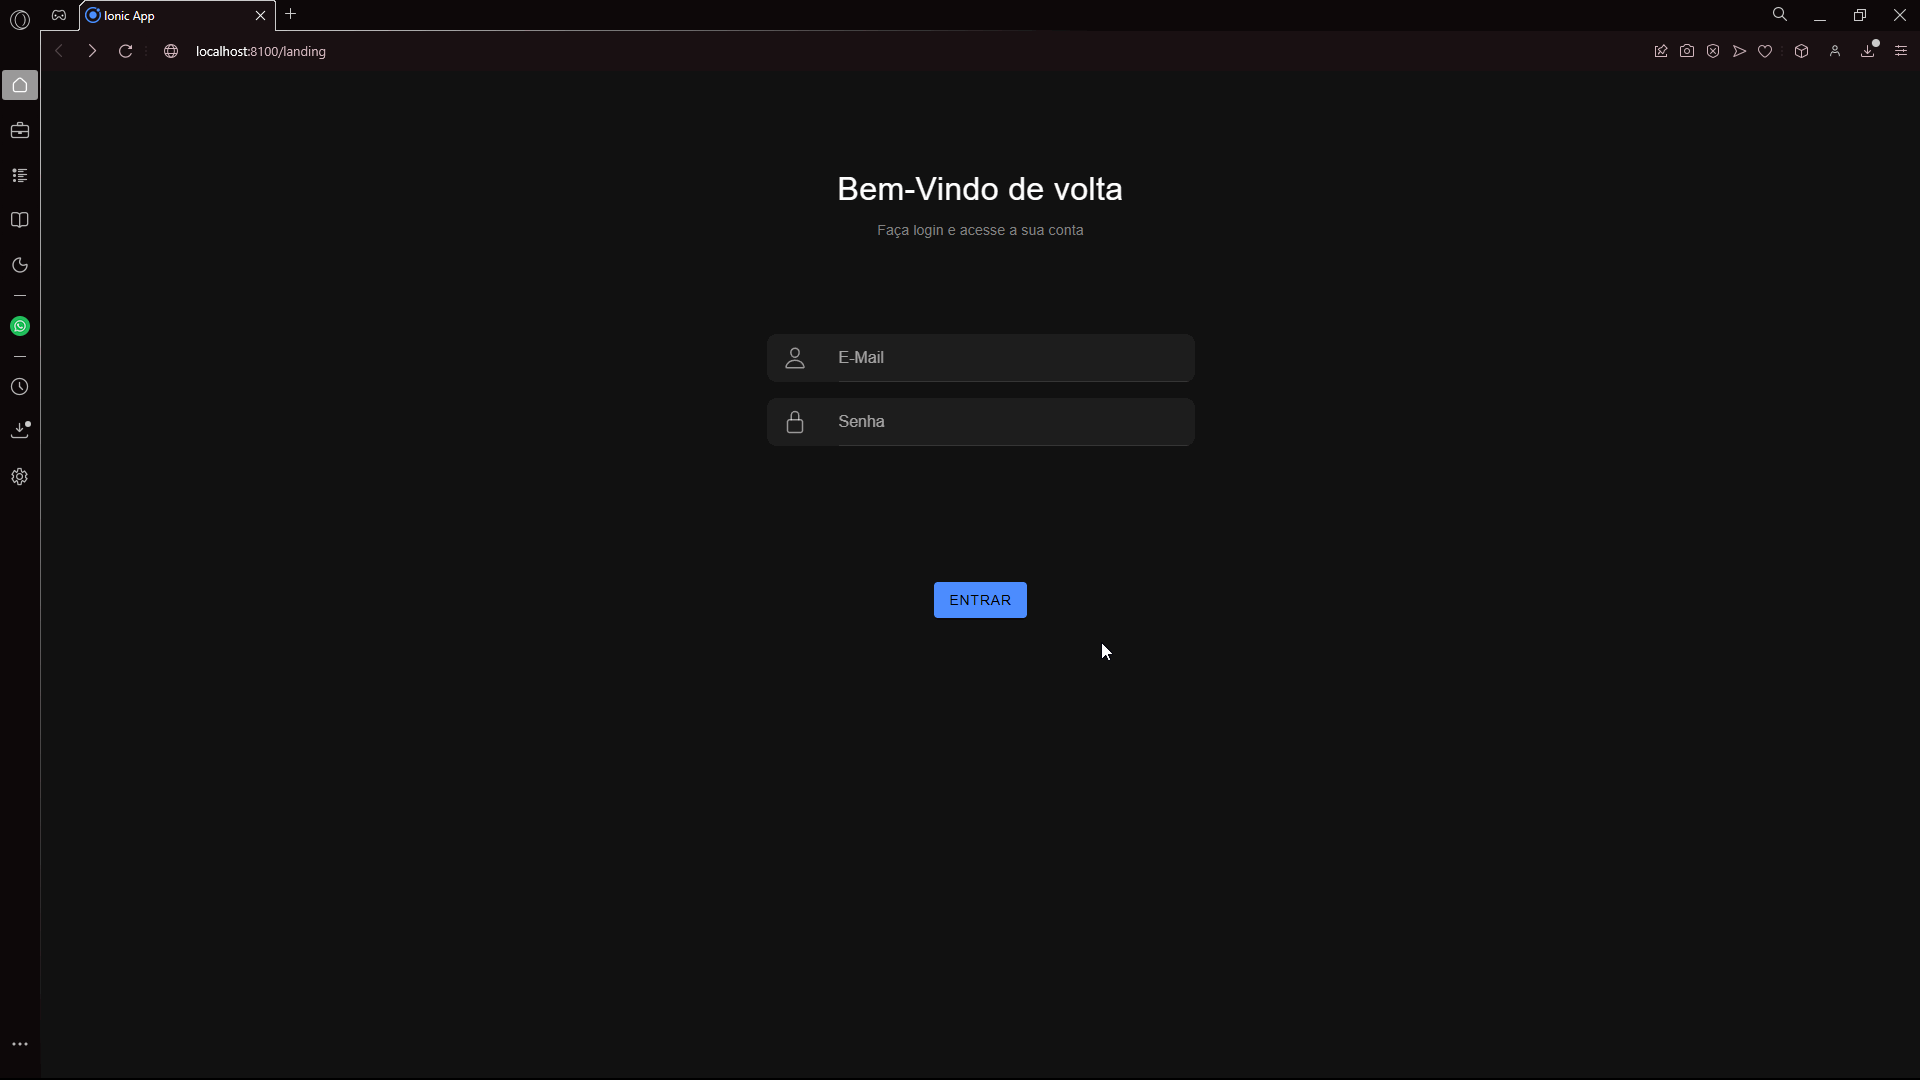 Ionic App
localhost:8100/landing
Bem-Vindo de volta
Faça login e acesse a sua conta
E-Mail
Senha
ENTRAR